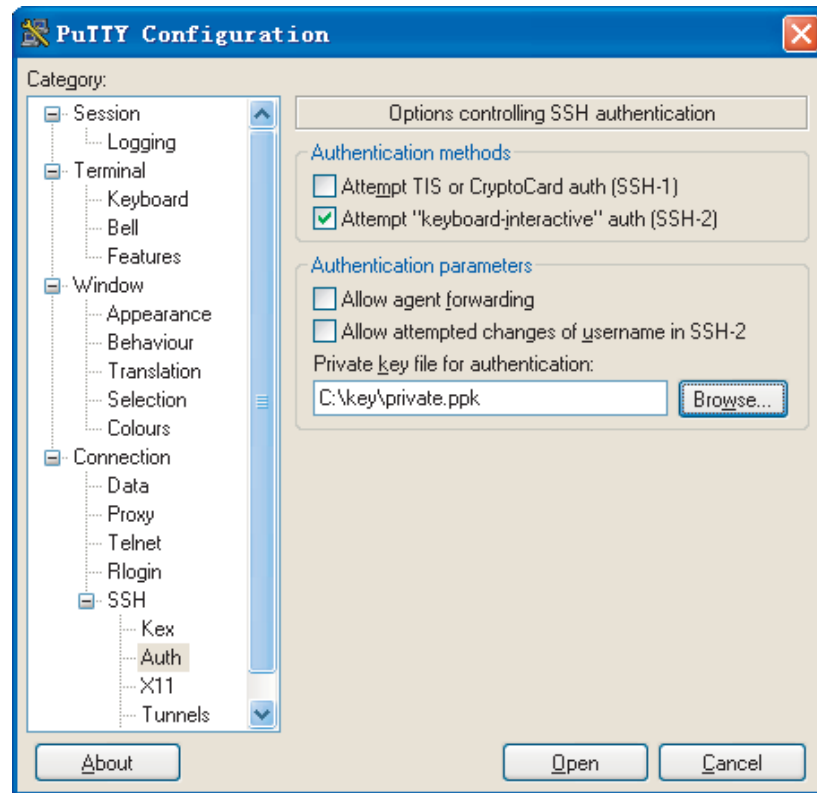 PuTTY Configuration
Category:
Session
Logging
Terminal
Keyboard
Bell
Features
Window
Appearance
Behaviour
Translation
Selection
Colours
Connection
Data
Proxy
Telnet
Rlogin
SSH
Kex
Auth
X11
Tunnels
Options controlling SSH authentication
Authentication methods
Attempt TIS or CryptoCard auth (SSH-1)
Attempt "keyboard-interactive" auth (SSH-2)
Authentication parameters
Allow agent forwarding
Allow attempted changes of username in SSH-2
Private key file for authentication:
C:\key\private.ppk
Browse...
About
Open
Cancel